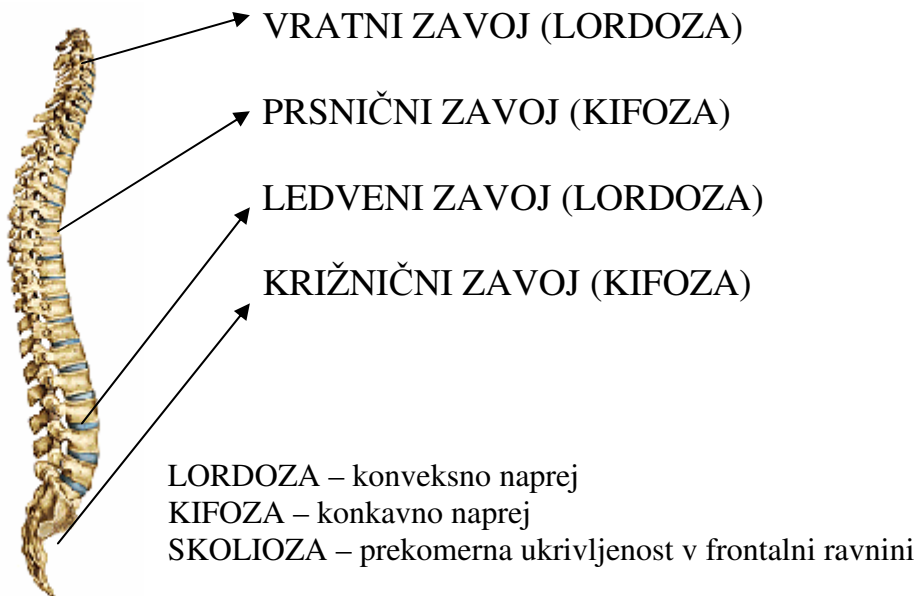 VRATNI ZAVOJ (LORDOZA)
PRSNIČNI ZAVOJ (KIFOZA)
LEDVENI ZAVOJ (LORDOZA)
KRIŽNIČNI ZAVOJ (KIFOZA)
LORDOZA – konveksno naprej
KIFOZA – konkavno naprej
SKOLIOZA – prekomerna ukrivljenost v frontalni ravnini